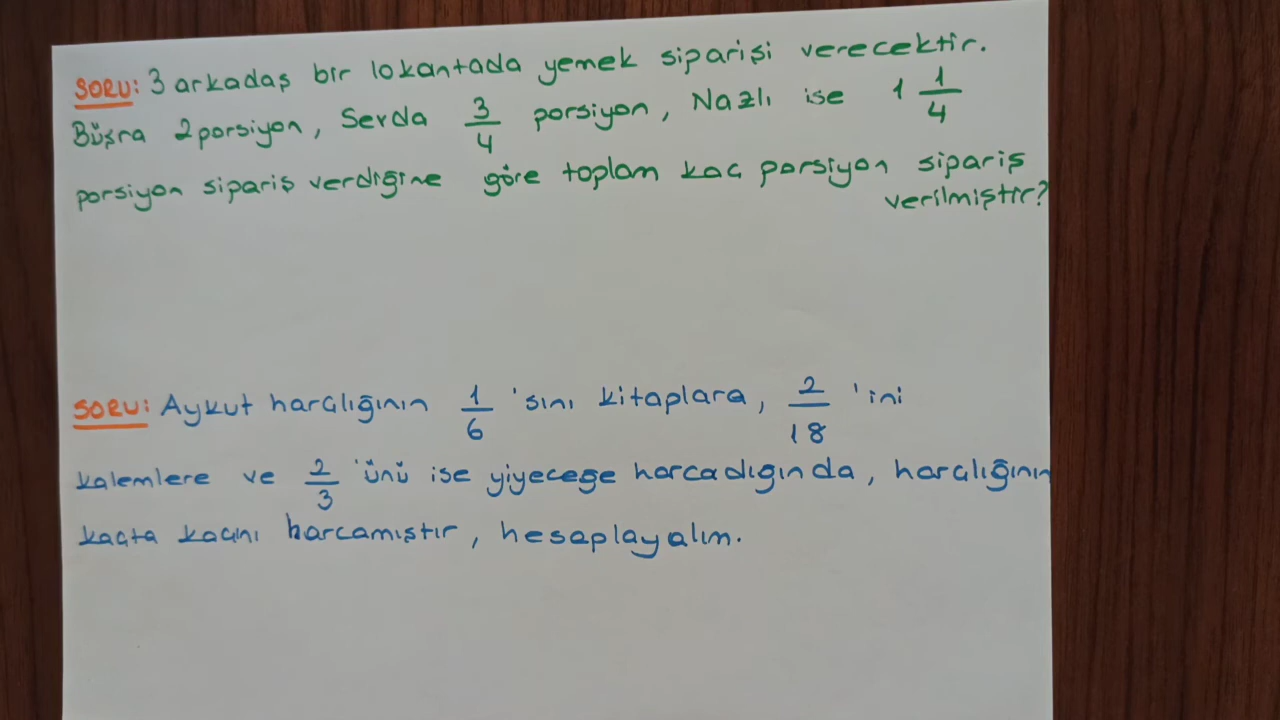 SORU: 3 arkadaş bir lokantada yemek siparişi verecektir.
Büşra 2 porsiyon, Serda 3/4 porsiyon, Nazlı ise 1 1/4
porsiyon sipariş verdiğine göre toplam kaç porsiyon sipariş
verilmiştir?
SORU: Aykut harçlığının 1/6 'sını kitaplara, 2/18 'ini
kalemlere ve 2/3 'ünü ise yiyeceğe harcadığında, harçlığının
kaçta kaçını harcamıştır, hesaplayalım.